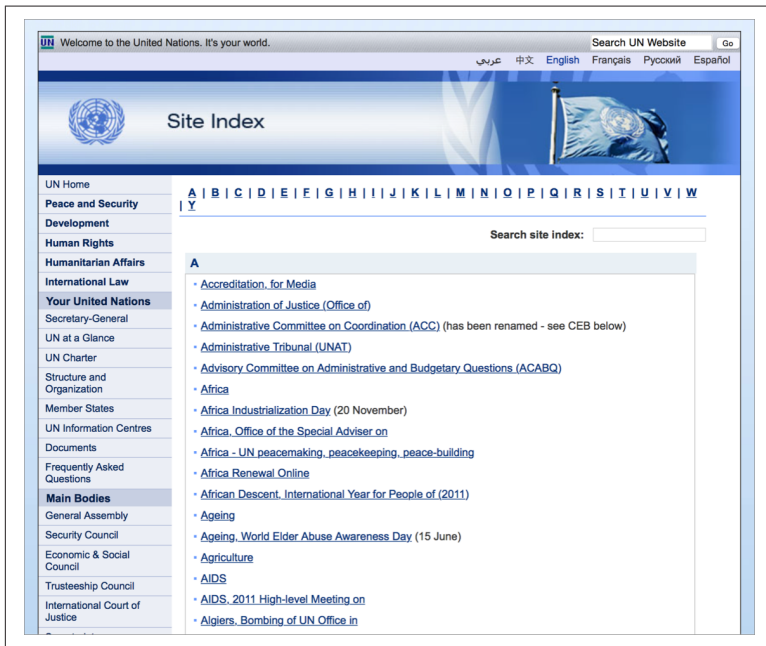 UN Welcome to the United Nations. It's your world.
Search UN Website Go
عربي 中文 English Français Русский Español
Site Index
UN Home
Peace and Security
Development
Human Rights
Humanitarian Affairs
International Law
Your United Nations
Secretary-General
UN at a Glance
UN Charter
Structure and
Organization
Member States
UN Information Centres
Documents
Frequently Asked
Questions
Main Bodies
General Assembly
Security Council
Economic & Social
Council
Trusteeship Council
International Court of
Justice
A | B | C | D | E | F | G | H | I | J | K | L | M | N | O | P | Q | R | S | T | U | V | W
| Y
Search site index:
A
Accreditation, for Media
Administration of Justice (Office of)
Administrative Committee on Coordination (ACC) (has been renamed - see CEB below)
Administrative Tribunal (UNAT)
Advisory Committee on Administrative and Budgetary Questions (ACABQ)
Africa
Africa Industrialization Day (20 November)
Africa, Office of the Special Adviser on
Africa - UN peacemaking, peacekeeping, peace-building
Africa Renewal Online
African Descent, International Year for People of (2011)
Ageing
Ageing, World Elder Abuse Awareness Day (15 June)
Agriculture
AIDS
AIDS, 2011 High-level Meeting on
Algiers, Bombing of UN Office in